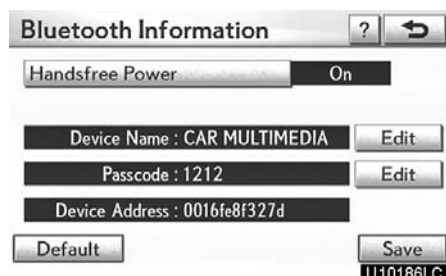 Bluetooth Information ?
Handsfree Power On
Device Name : CAR MULTIMEDIA Edit
Passcode : 1212 Edit
Device Address : 0016fe8f327d
Default Save
U10186LC